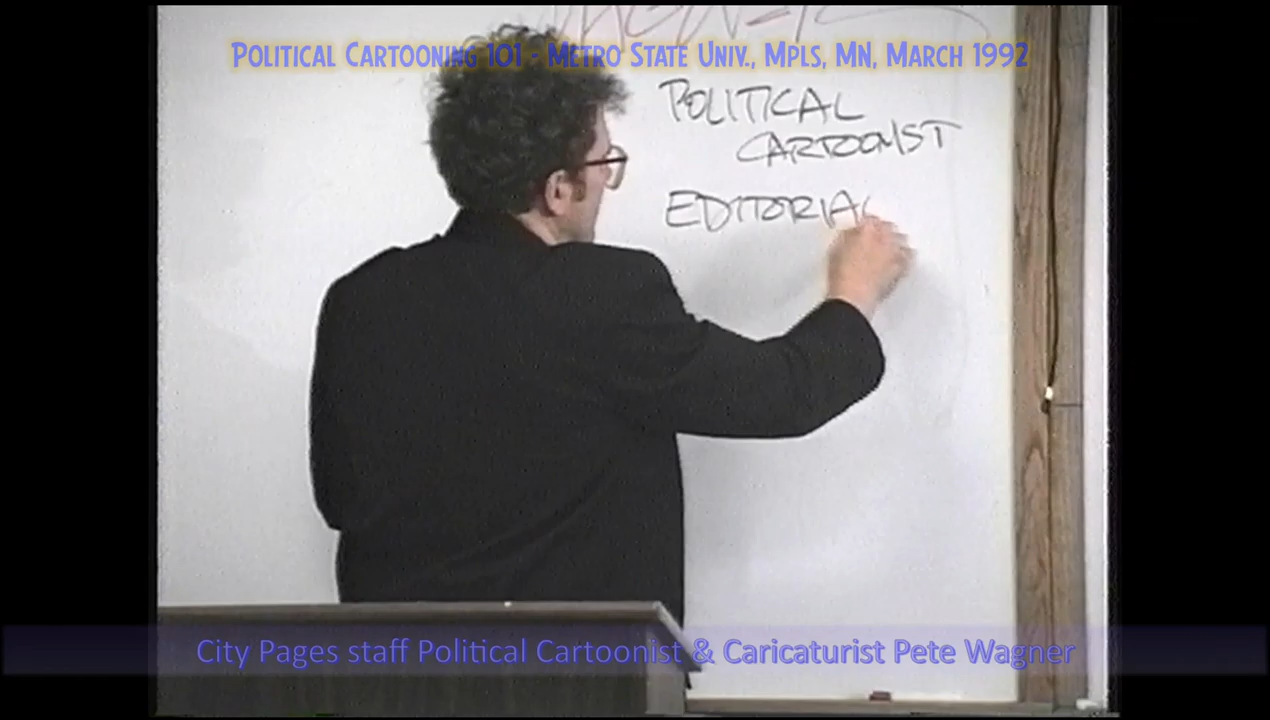 WAGNER
Political Cartooning 101 - Metro State Univ., Mpls, MN, March 1992
POLITICAL
CARTOONIST
EDITORIAL
City Pages staff Political Cartoonist & Caricaturist Pete Wagner